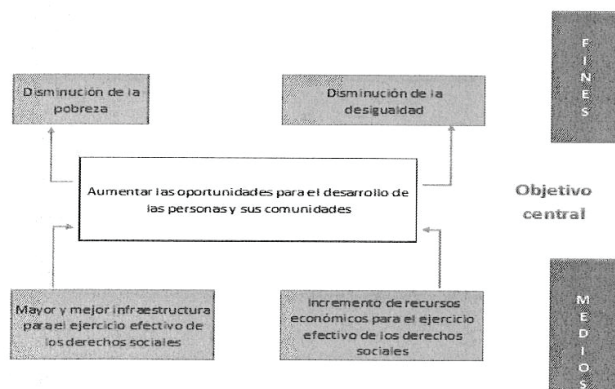 FINES
Disminución de la
pobreza
Disminución de la
desigualdad
Aumentar las oportunidades para el desarrollo de
las personas y sus comunidades
Objetivo
central
Mayor y mejor infraestructura
para el ejercicio efectivo de
los derechos sociales
Incremento de recursos
económicos para el ejercicio
efectivo de los derechos
sociales
MEDIOS